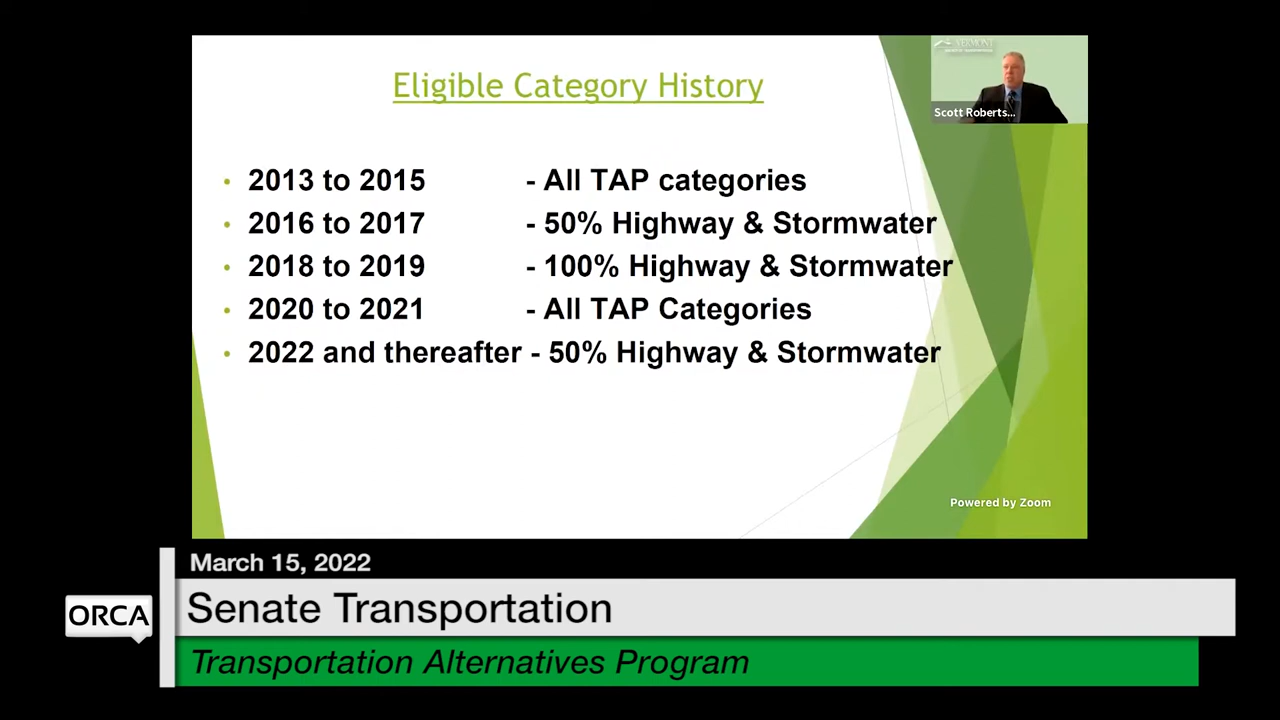 Eligible Category History
VERMONT
Scott Roberts...
• 2013 to 2015 - All TAP categories
• 2016 to 2017 - 50% Highway & Stormwater
• 2018 to 2019 - 100% Highway & Stormwater
• 2020 to 2021 - All TAP Categories
• 2022 and thereafter - 50% Highway & Stormwater
Powered by Zoom
March 15, 2022
ORCA
Senate Transportation
Transportation Alternatives Program